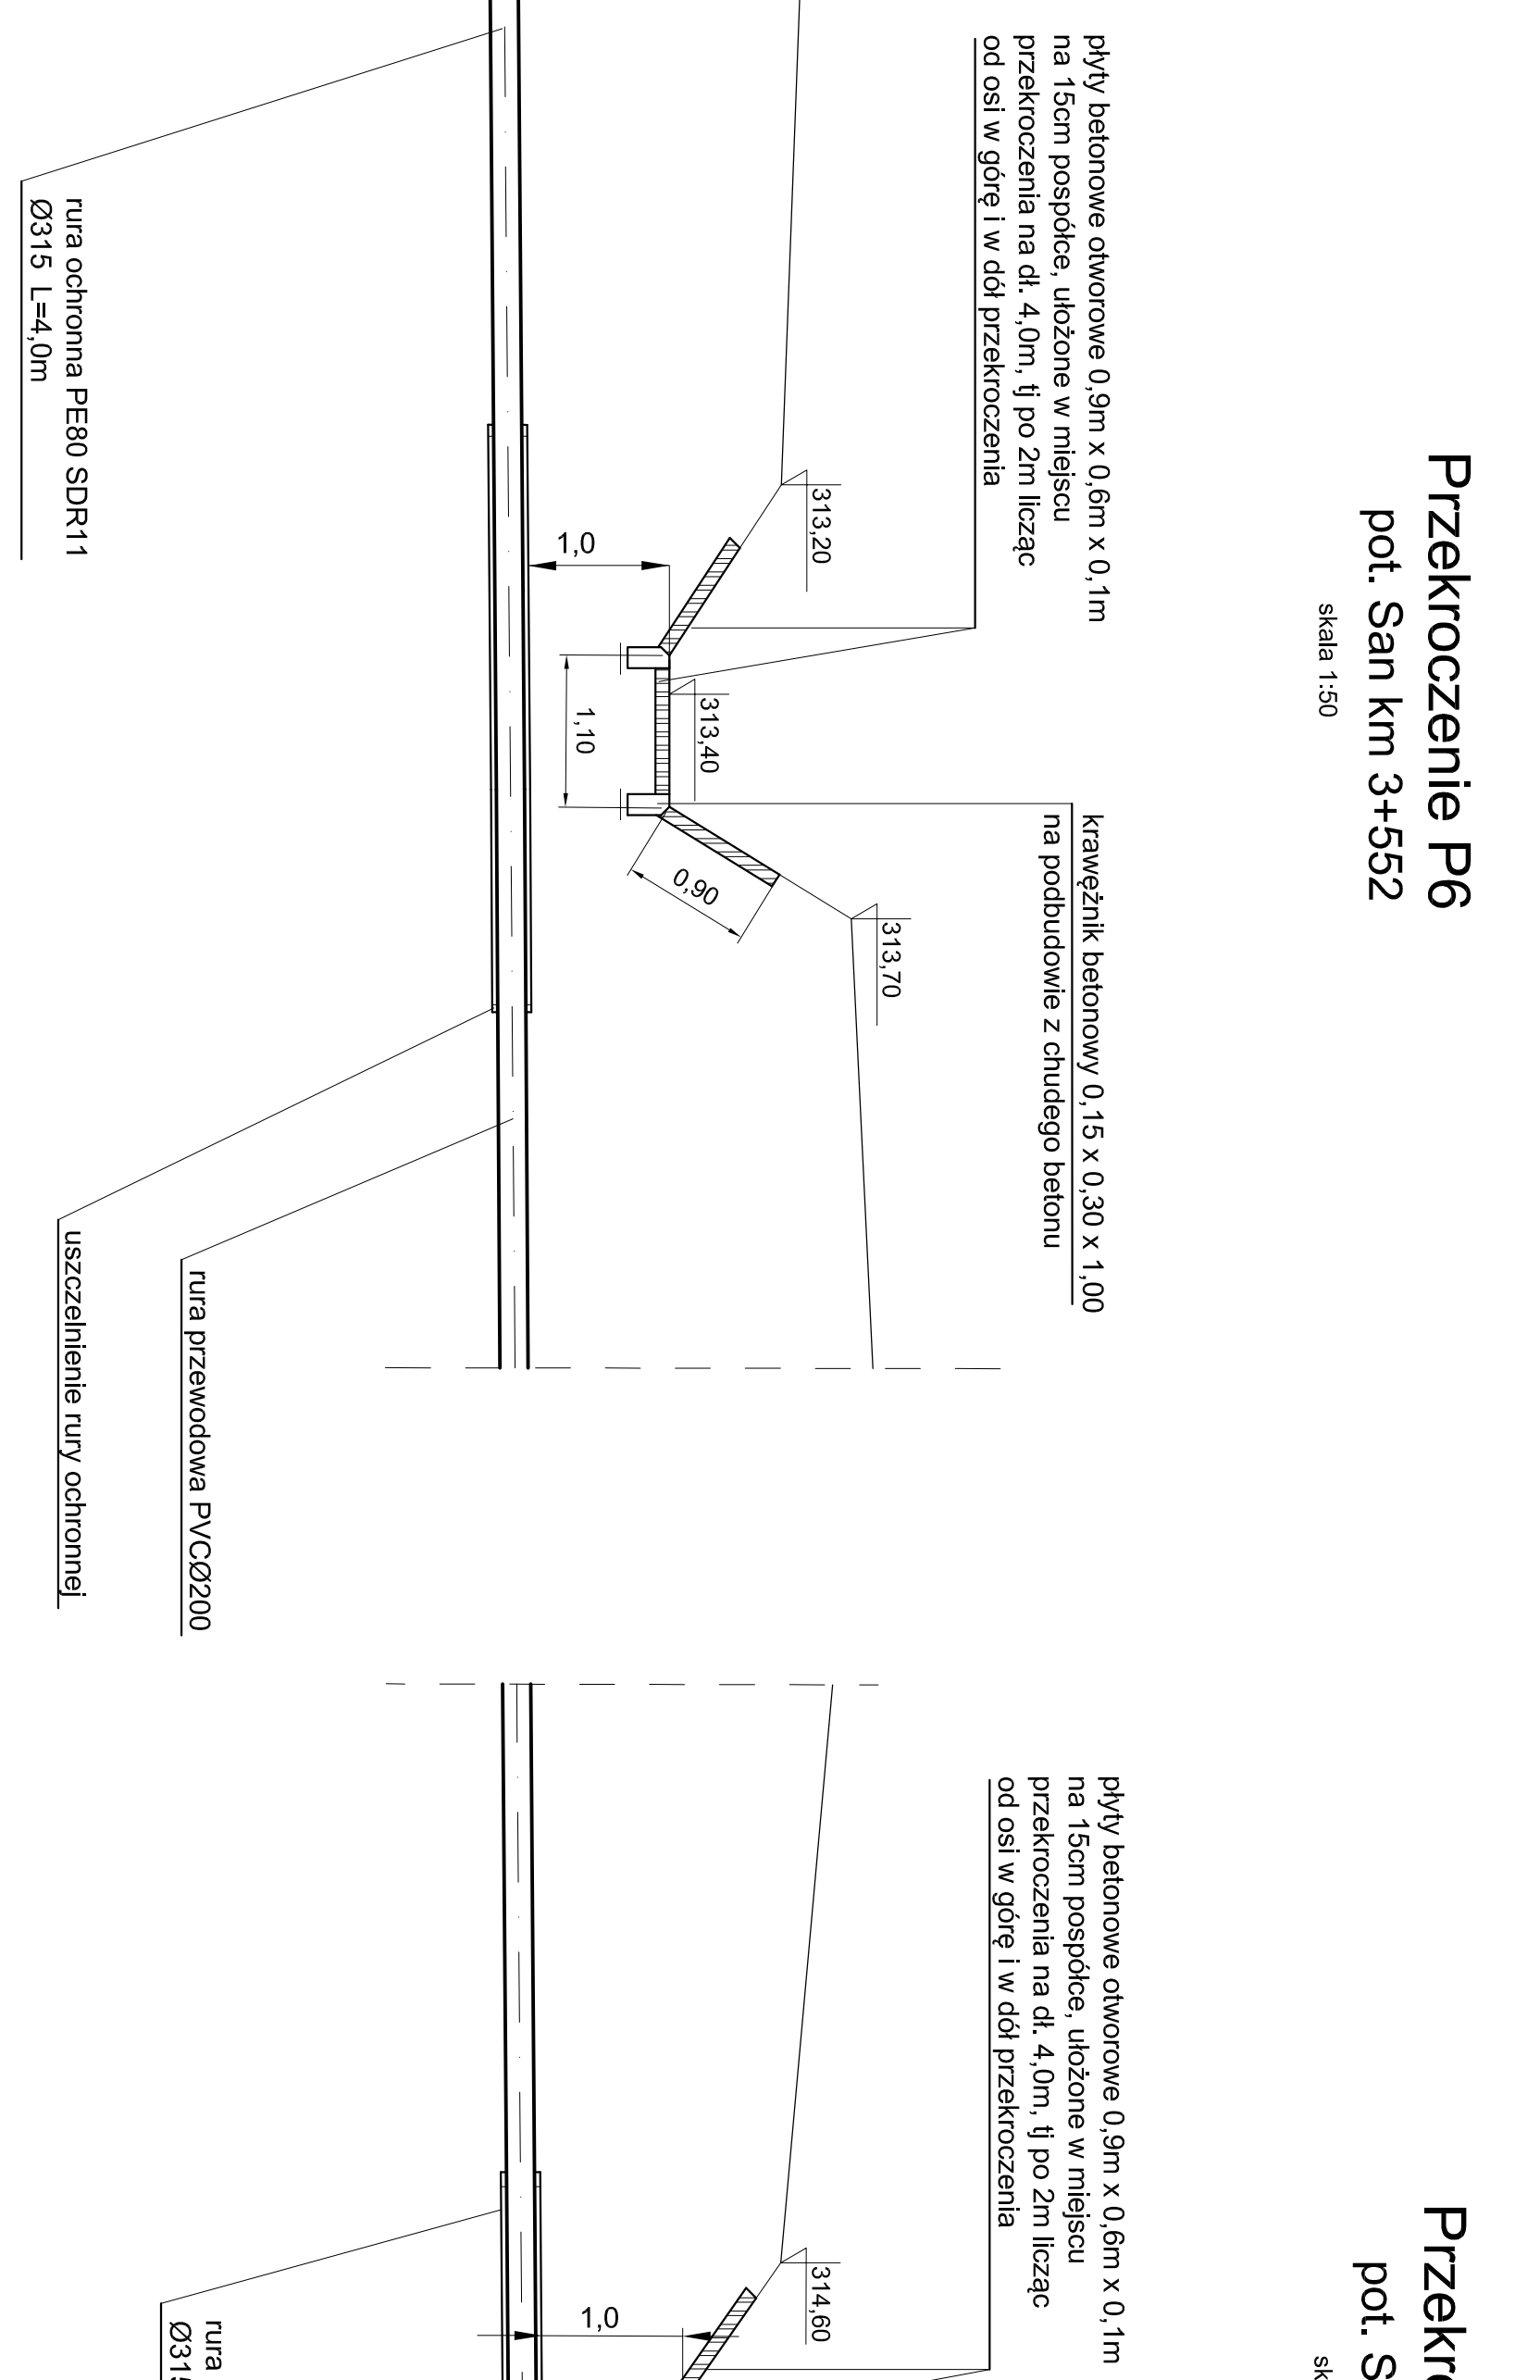 Przekroczenie P6
pot. San km 3+552
skala 1:50
płyty betonowe otworowe 0,9m x 0,6m x 0,1m
na 15cm pospółce, ułożone w miejscu
przekroczenia na dł. 4,0m, tj po 2m licząc
od osi w górę i w dół przekroczenia
krawężnik betonowy 0,15 x 0,30 x 1,00
na podbudowie z chudego betonu
313,20
313,40
313,70
1,0
1,10
0,90
rura ochronna PE80 SDR11
Ø315 L=4,0m
rura przewodowa PVCØ200
uszczelnienie rury ochronnej
Przekr
pot. S
sk
płyty betonowe otworowe 0,9m x 0,6m x 0,1m
na 15cm pospółce, ułożone w miejscu
przekroczenia na dł. 4,0m, tj po 2m licząc
od osi w górę i w dół przekroczenia
314,60
1,0
rura
Ø315